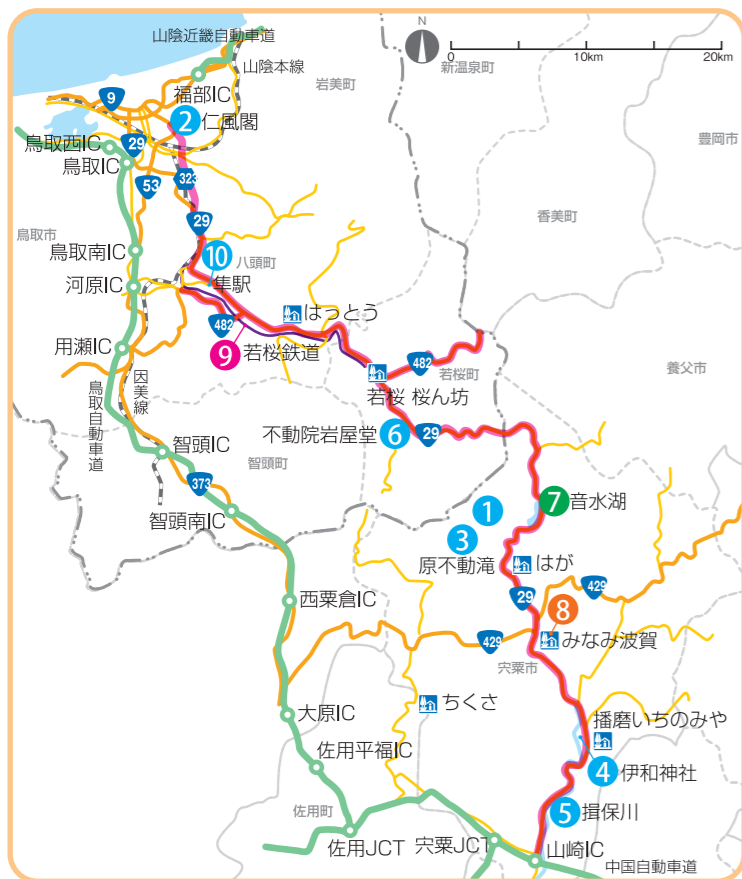 山陰近畿自動車道
山陰本線
N
0
10km
20km
岩美町
新温泉町
福部IC
9
2
仁風閣
豊岡市
鳥取西IC
29
鳥取IC
323
53
香美町
29
鳥取市
鳥取南IC
10
八頭町
河原IC
隼駅
はっとう
482
9
若桜鉄道
482
用瀬IC
若桜町
養父市
若桜 桜ん坊
鳥取自動車道
因美線
不動院岩屋堂
6
29
智頭IC
智頭町
373
智頭南IC
1
7
音水湖
3
原不動滝
はが
29
429
西粟倉IC
8
みなみ波賀
429
宍粟市
ちくさ
大原IC
播磨いちのみや
佐用平福IC
4
伊和神社
佐用町
5
揖保川
佐用JCT
宍粟JCT
山崎IC
中国自動車道